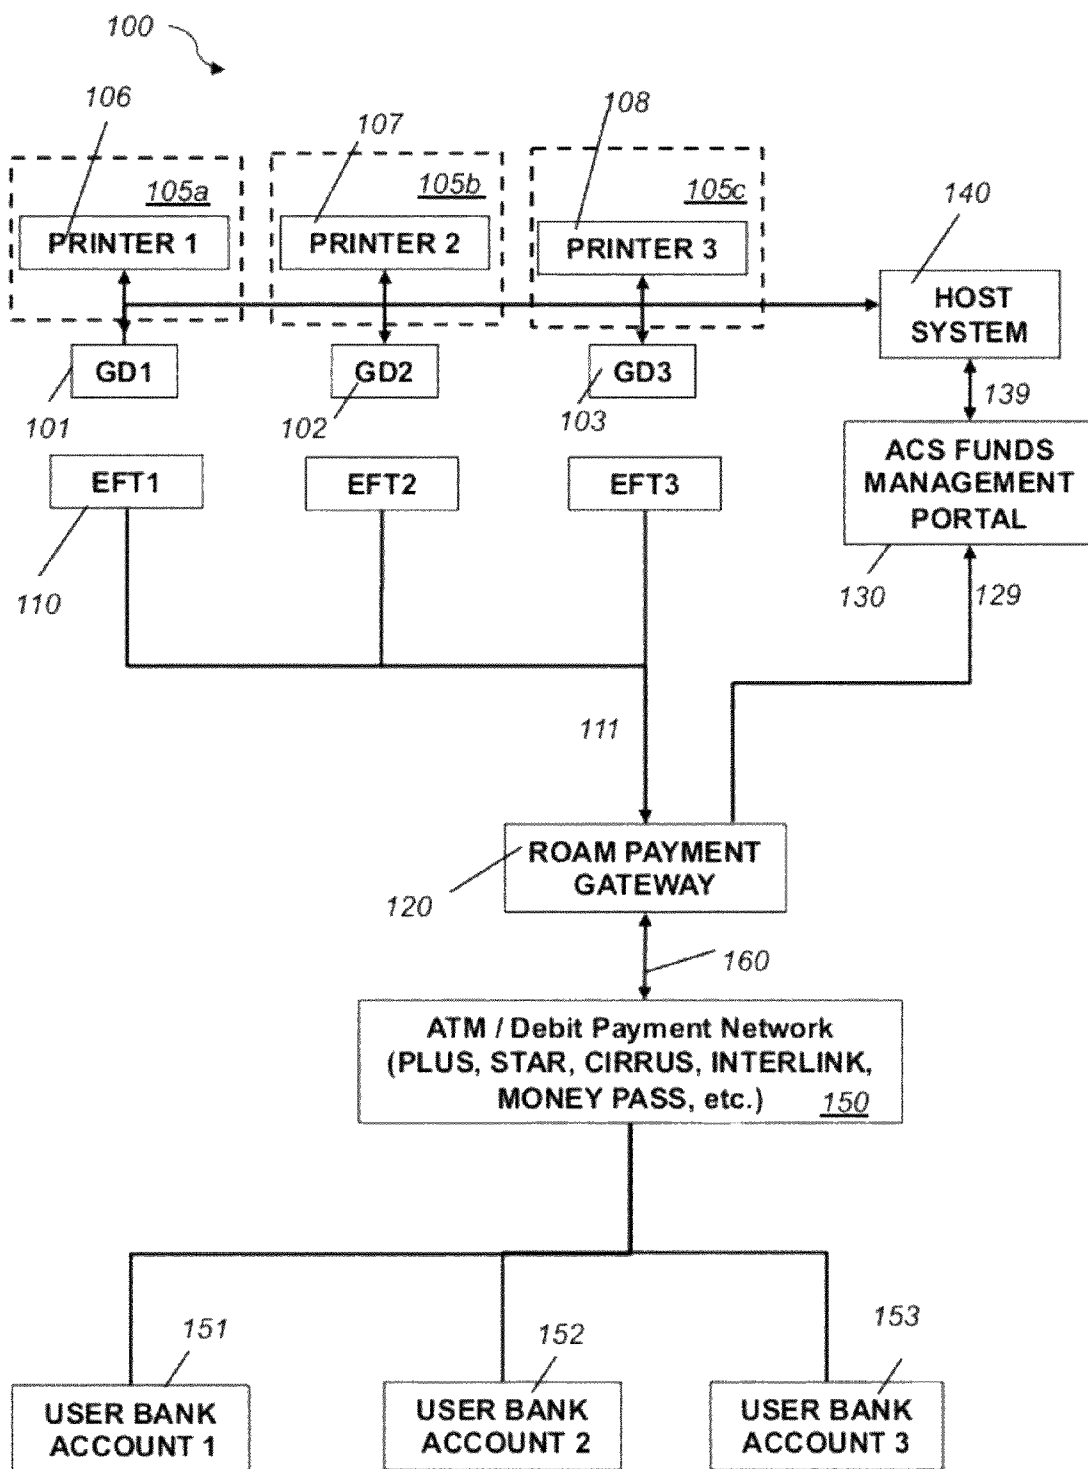 100
106
107
108
105a
105b
105c
140
PRINTER 1
PRINTER 2
PRINTER 3
HOST
SYSTEM
GD1
GD2
GD3
101
102
103
139
EFT1
EFT2
EFT3
ACS FUNDS
MANAGEMENT
PORTAL
110
130
129
111
ROAM PAYMENT
GATEWAY
120
160
ATM / Debit Payment Network
(PLUS, STAR, CIRRUS, INTERLINK,
MONEY PASS, etc.) 150
151
152
153
USER BANK
ACCOUNT 1
USER BANK
ACCOUNT 2
USER BANK
ACCOUNT 3